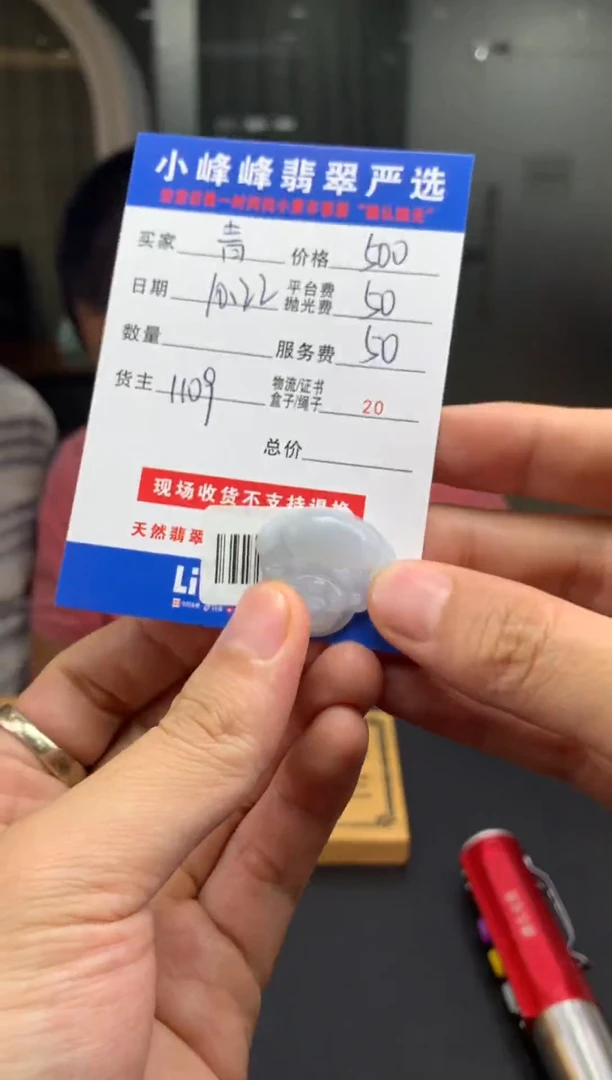 小峰峰翡翠严选
买家 青 价格 500
日期 10.22 平台费 抛光费 50
数量 服务费 50
货主 1109 物流/证书 盒子/绳子 20
总价
现场收货不支持退换
天然翡翠
Li